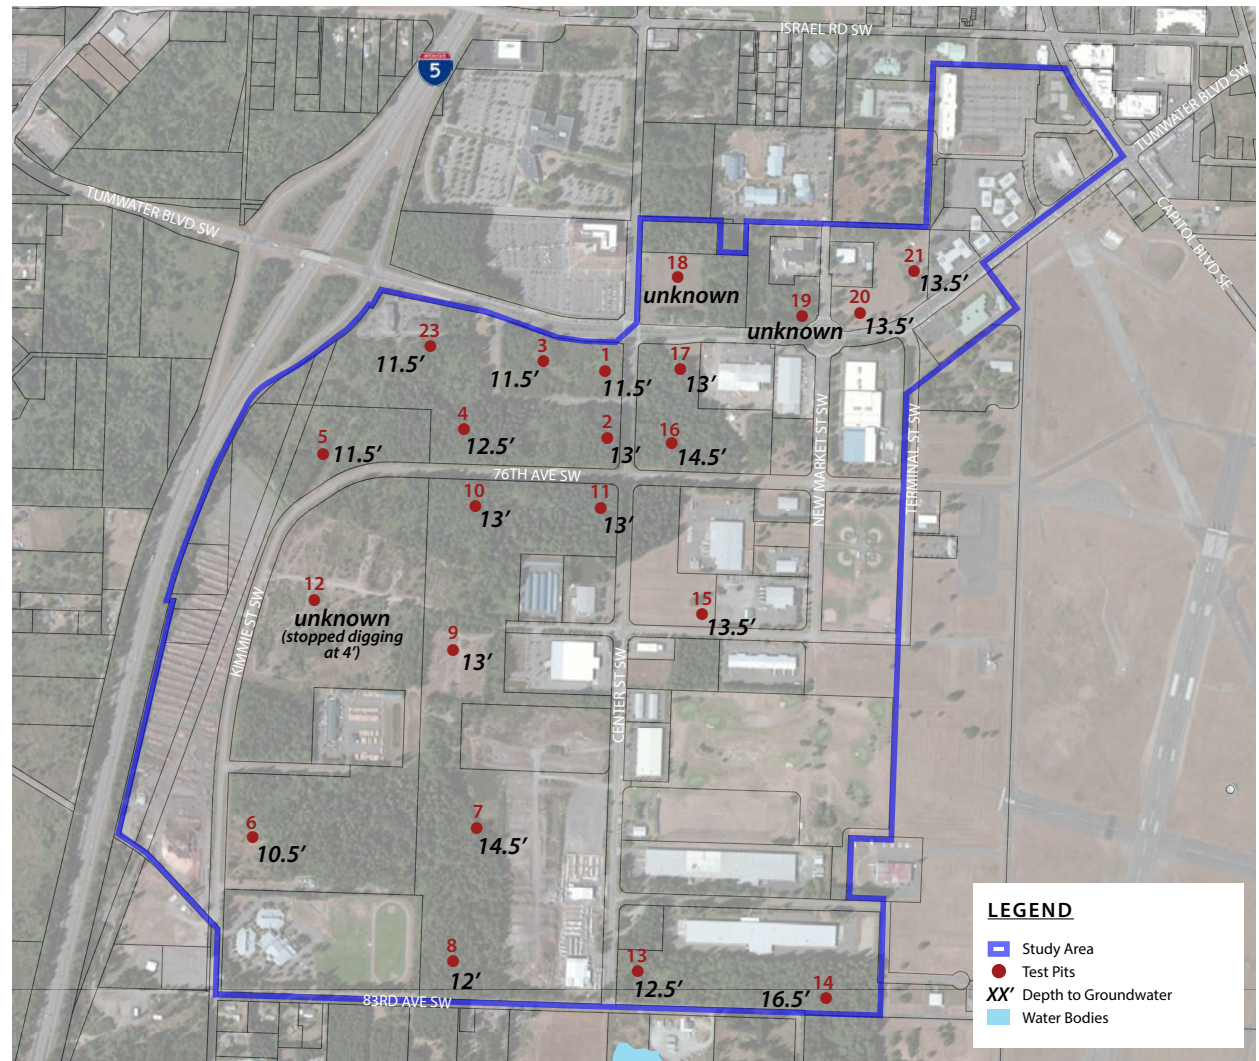 ISRAEL RD SW
INTERSTATE
5
TUMWATER BLVD SW
TUMWATER BLVD SW
CAPITOL BLVD SE
18
unknown
21
13.5′
19
unknown
20
13.5′
23
11.5′
3
11.5′
1
11.5′
17
13′
4
12.5′
2
13′
16
14.5′
5
11.5′
76TH AVE SW
NEW MARKET ST SW
TERMINAL ST SW
10
13′
11
13′
12
unknown
(stopped digging
at 4′)
KIMMIE ST SW
15
13.5′
9
13′
CENTER ST SW
6
10.5′
7
14.5′
8
12′
13
12.5′
14
16.5′
83RD AVE SW
LEGEND
Study Area
Test Pits
XX′ Depth to Groundwater
Water Bodies